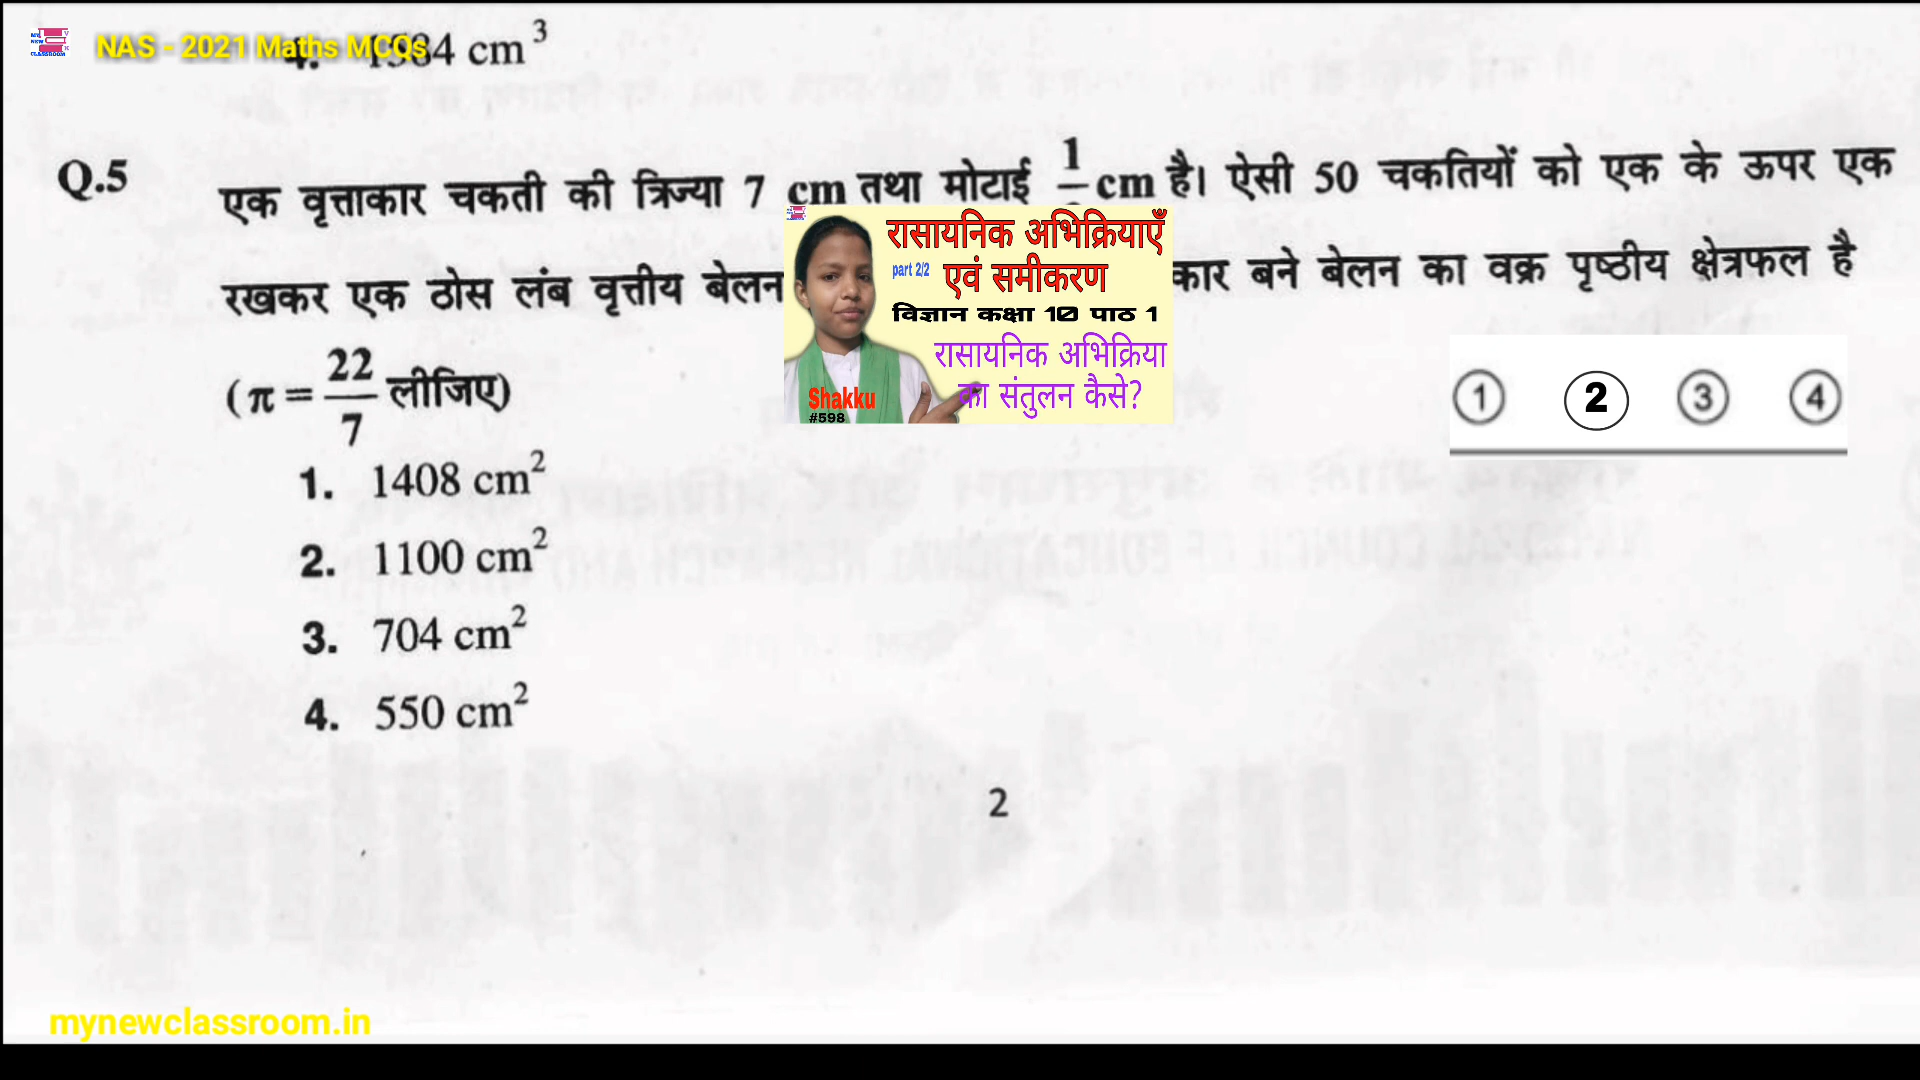 NAS - 2021 Maths MCQs
4. 1984 cm³
Q.5 एक वृत्ताकार चकती की त्रिज्या 7 cm तथा मोटाई 1/ cm है। ऐसी 50 चकतियों को एक के ऊपर एक
रखकर एक ठोस लंब वृत्तीय बेलन कार बने बेलन का वक्र पृष्ठीय क्षेत्रफल है
( π = 22/7 लीजिए)
1. 1408 cm²
2. 1100 cm²
3. 704 cm²
4. 550 cm²
1 2 3 4
रासायनिक अभिक्रियाएँ
part 2/2 एवं समीकरण
विज्ञान कक्षा 10 पाठ 1
रासायनिक अभिक्रिया
का संतुलन कैसे?
Shakku
#598
2
mynewclassroom.in